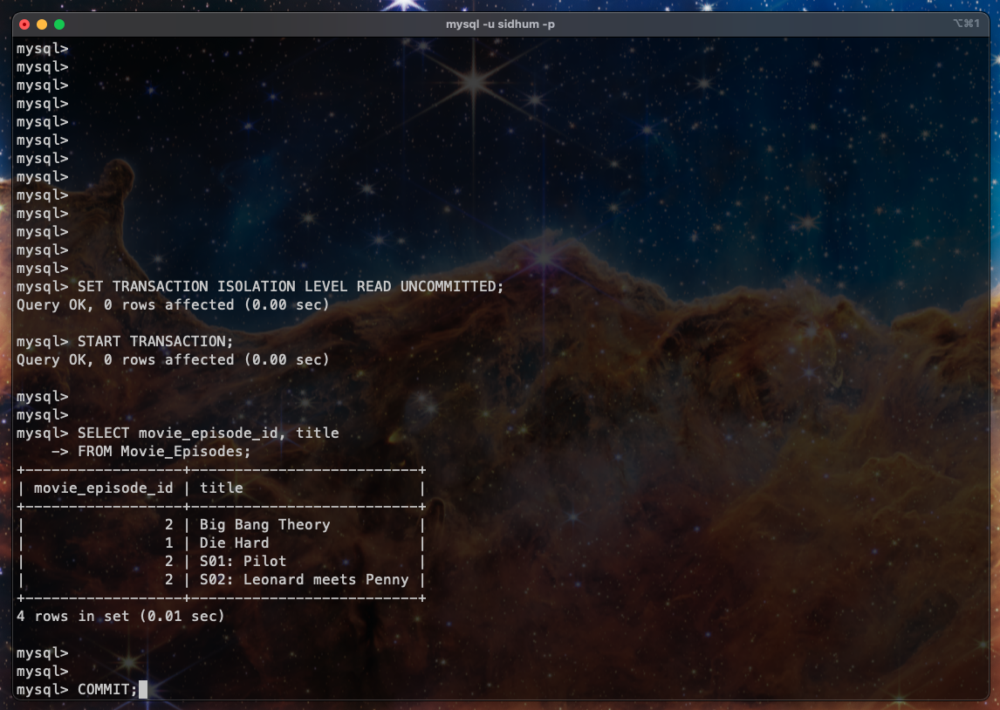 mysql -u sidhum -p
⌥⌘1
mysql>
mysql>
mysql>
mysql>
mysql>
mysql>
mysql>
mysql>
mysql>
mysql>
mysql>
mysql>
mysql>
mysql> SET TRANSACTION ISOLATION LEVEL READ UNCOMMITTED;
Query OK, 0 rows affected (0.00 sec)
mysql> START TRANSACTION;
Query OK, 0 rows affected (0.00 sec)
mysql>
mysql>
mysql> SELECT movie_episode_id, title
    -> FROM Movie_Episodes;
+------------------+--------------------------+
| movie_episode_id | title                    |
+------------------+--------------------------+
|                2 | Big Bang Theory          |
|                1 | Die Hard                 |
|                2 | S01: Pilot               |
|                2 | S02: Leonard meets Penny |
+------------------+--------------------------+
4 rows in set (0.01 sec)
mysql>
mysql>
mysql> COMMIT;